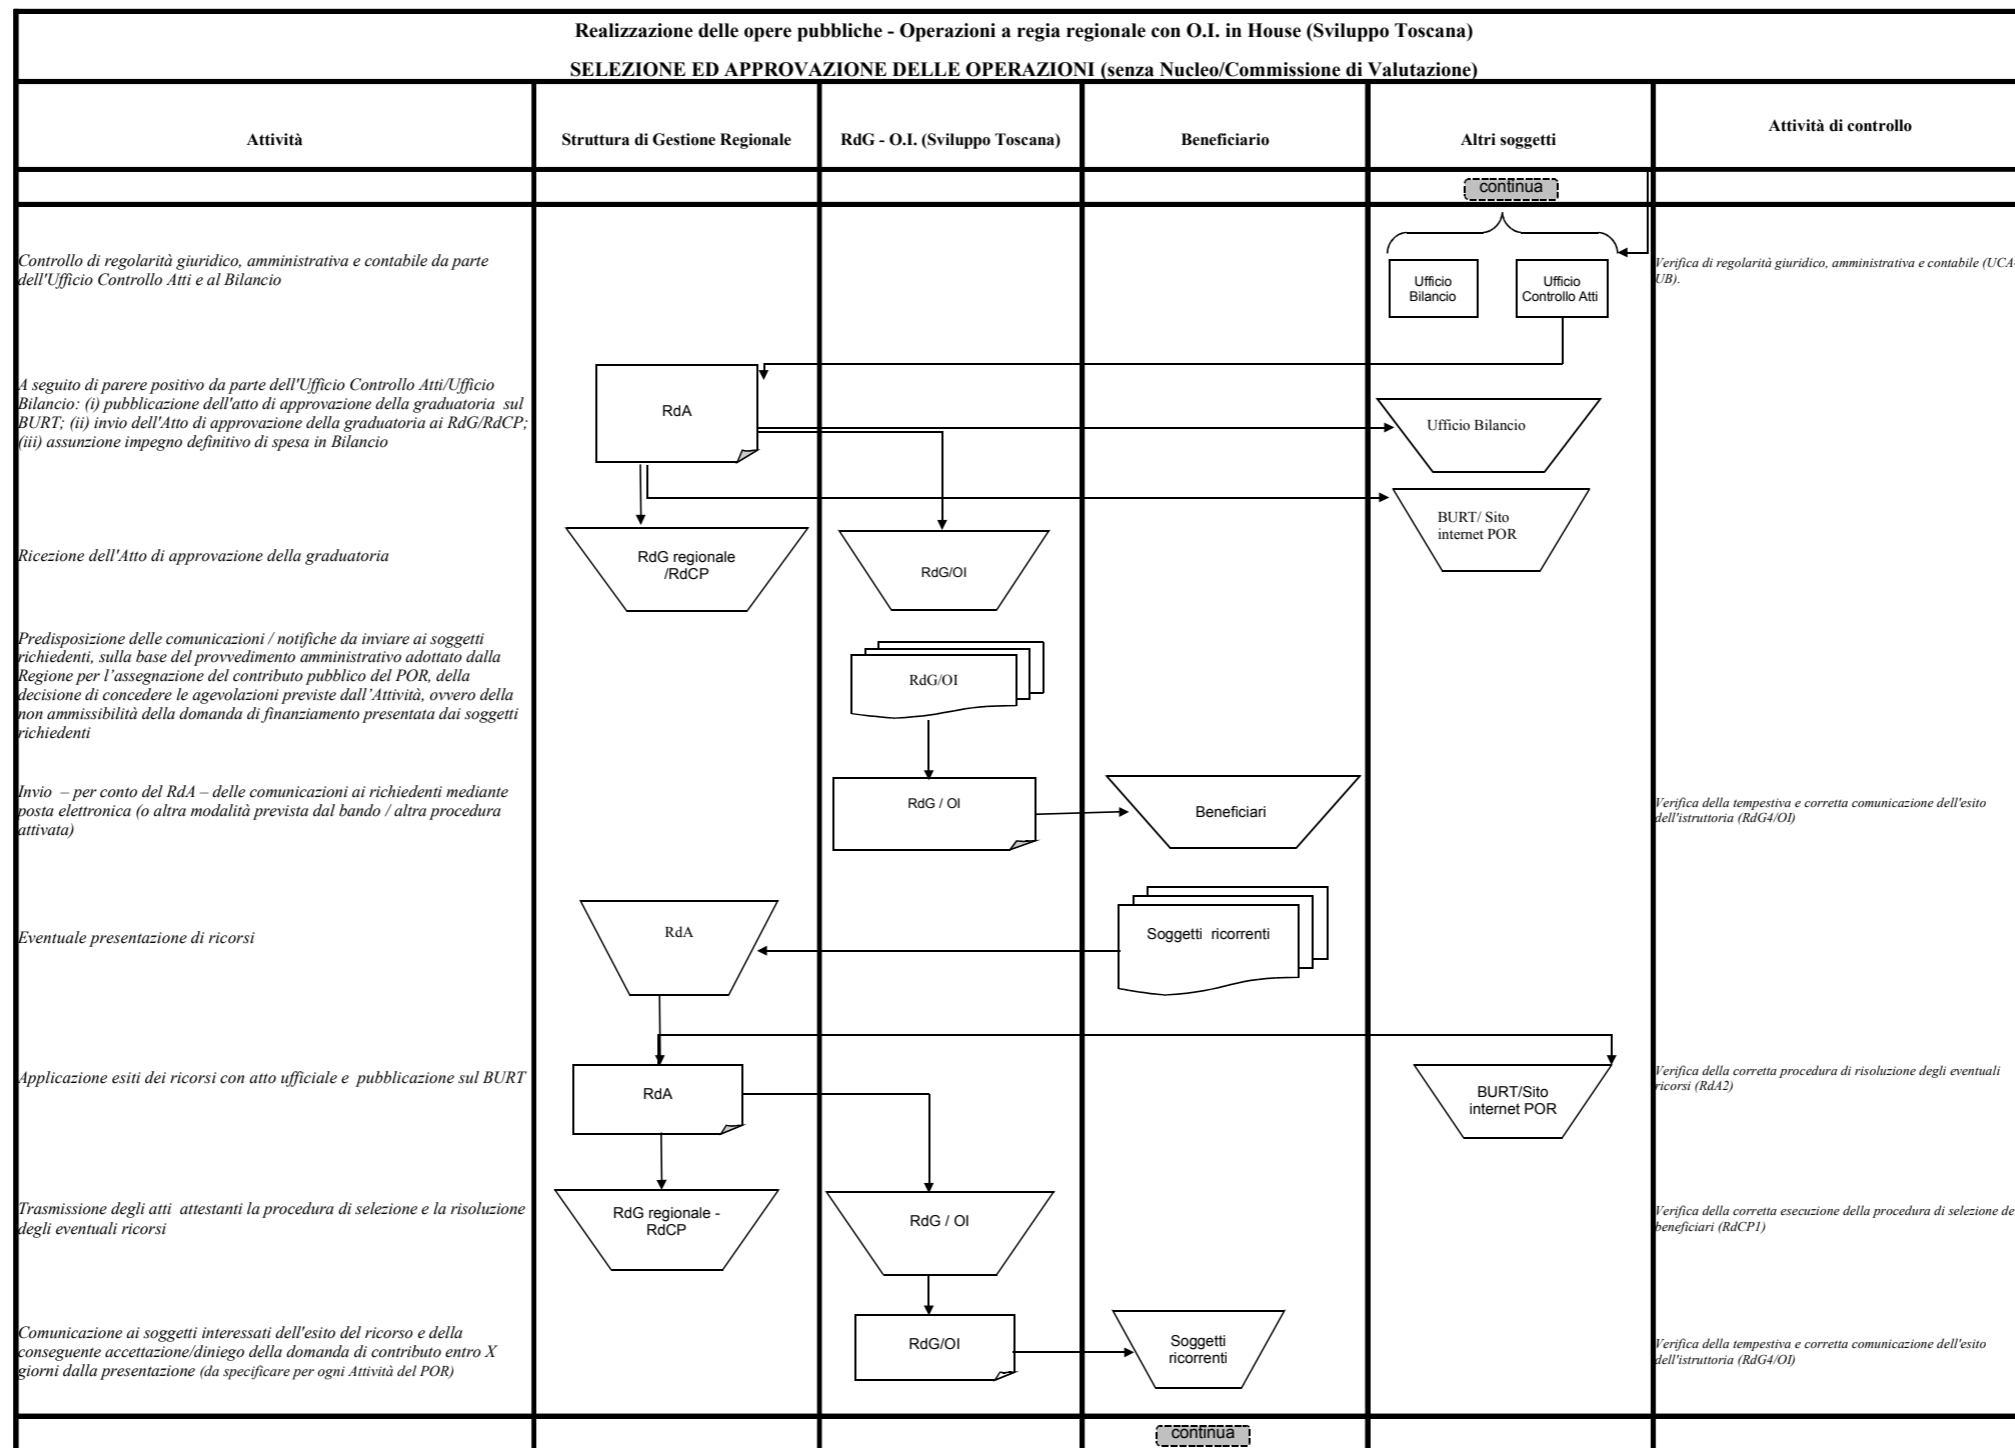 Realizzazione delle opere pubbliche - Operazioni a regia regionale con O.I. in House (Sviluppo Toscana)
SELEZIONE ED APPROVAZIONE DELLE OPERAZIONI (senza Nucleo/Commissione di Valutazione)
Attività
Struttura di Gestione Regionale
RdG - O.I. (Sviluppo Toscana)
Beneficiario
Altri soggetti
Attività di controllo
continua
Controllo di regolarità giuridico, amministrativa e contabile da parte
dell'Ufficio Controllo Atti e al Bilancio
Ufficio
Bilancio
Ufficio
Controllo Atti
Verifica di regolarità giuridico, amministrativa e contabile (UCA-
UB).
A seguito di parere positivo da parte dell'Ufficio Controllo Atti/Ufficio
Bilancio: (i) pubblicazione dell'atto di approvazione della graduatoria sul
BURT; (ii) invio dell'Atto di approvazione della graduatoria ai RdG/RdCP;
(iii) assunzione impegno definitivo di spesa in Bilancio
RdA
Ufficio Bilancio
BURT/ Sito
internet POR
Ricezione dell'Atto di approvazione della graduatoria
RdG regionale
/RdCP
RdG/OI
Predisposizione delle comunicazioni / notifiche da inviare ai soggetti
richiedenti, sulla base del provvedimento amministrativo adottato dalla
Regione per l'assegnazione del contributo pubblico del POR, della
decisione di concedere le agevolazioni previste dall'Attività, ovvero della
non ammissibilità della domanda di finanziamento presentata dai soggetti
richiedenti
RdG/OI
Invio – per conto del RdA – delle comunicazioni ai richiedenti mediante
posta elettronica (o altra modalità prevista dal bando / altra procedura
attivata)
RdG / OI
Beneficiari
Verifica della tempestiva e corretta comunicazione dell'esito
dell'istruttoria (RdG4/OI)
Eventuale presentazione di ricorsi
RdA
Soggetti ricorrenti
Applicazione esiti dei ricorsi con atto ufficiale e pubblicazione sul BURT
RdA
BURT/Sito
internet POR
Verifica della corretta procedura di risoluzione degli eventuali
ricorsi (RdA2)
Trasmissione degli atti attestanti la procedura di selezione e la risoluzione
degli eventuali ricorsi
RdG regionale -
RdCP
RdG / OI
Verifica della corretta esecuzione della procedura di selezione de
beneficiari (RdCP1)
Comunicazione ai soggetti interessati dell'esito del ricorso e della
conseguente accettazione/diniego della domanda di contributo entro X
giorni dalla presentazione (da specificare per ogni Attività del POR)
RdG/OI
Soggetti
ricorrenti
Verifica della tempestiva e corretta comunicazione dell'esito
dell'istruttoria (RdG4/OI)
continua